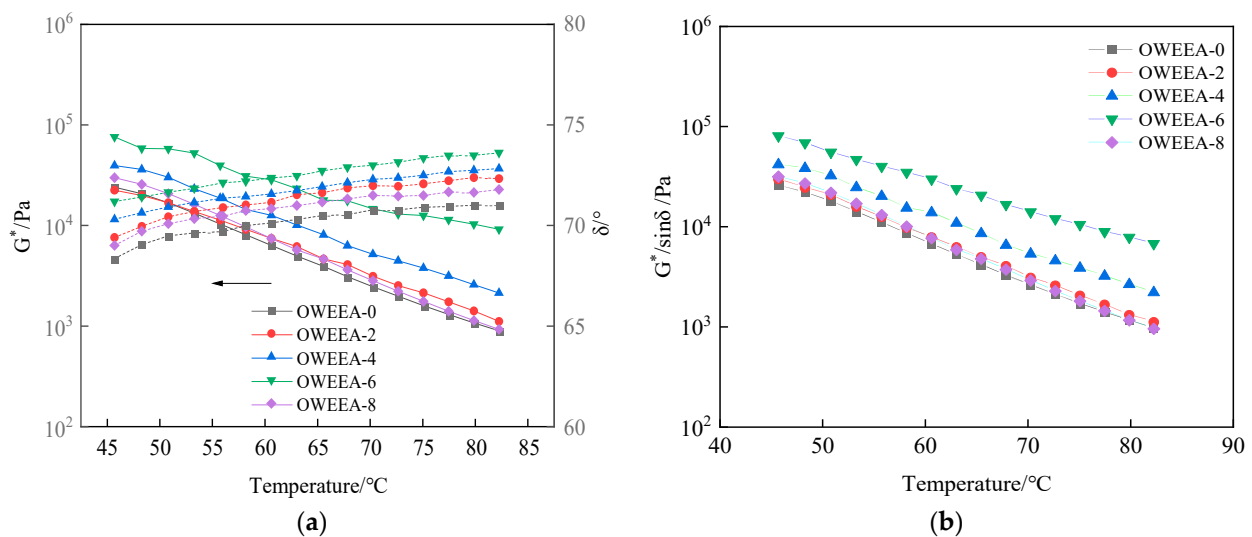 10^6
10^5
10^4
10^3
10^2
G*/Pa
80
75
70
65
60
δ/°
45 50 55 60 65 70 75 80 85
Temperature/°C
OWEEA-0
OWEEA-2
OWEEA-4
OWEEA-6
OWEEA-8
(a)
10^6
10^5
10^4
10^3
10^2
G*/sinδ /Pa
40 50 60 70 80 90
Temperature/°C
OWEEA-0
OWEEA-2
OWEEA-4
OWEEA-6
OWEEA-8
(b)